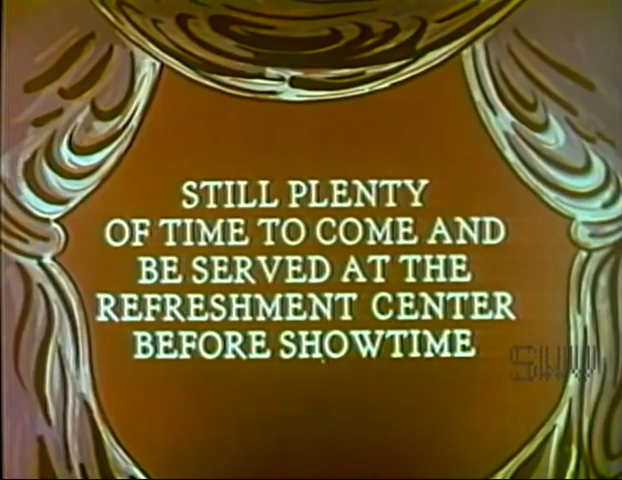 STILL PLENTY
OF TIME TO COME AND
BE SERVED AT THE
REFRESHMENT CENTER
BEFORE SHOWTIME